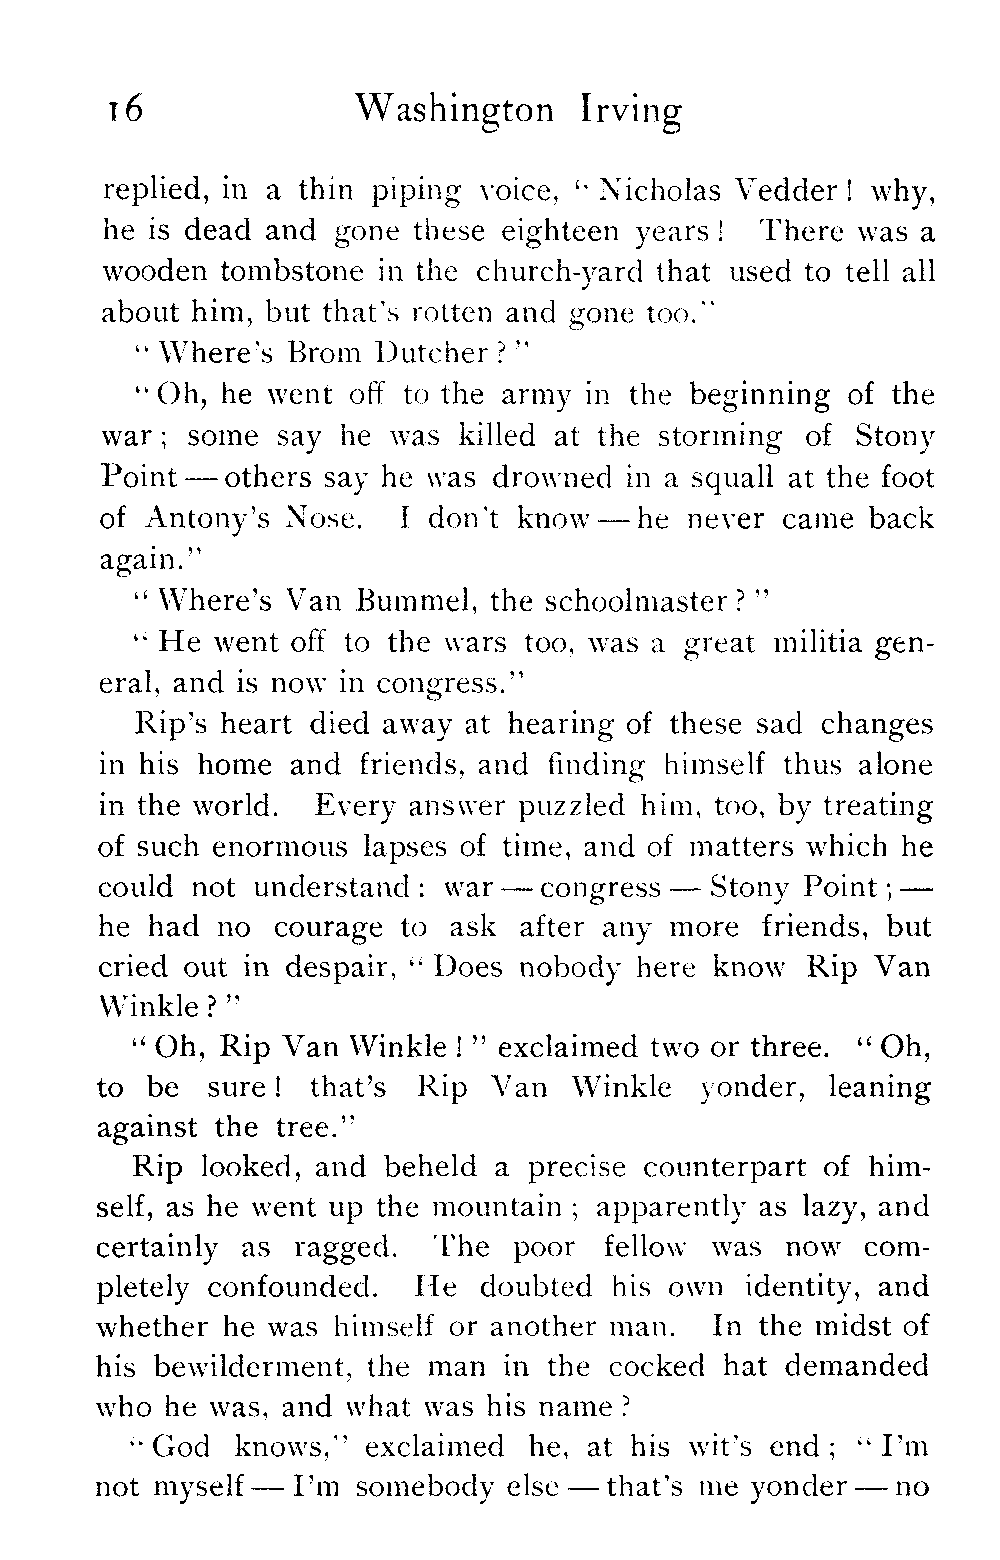 16 Washington Irving
replied, in a thin piping voice, “Nicholas Vedder! why,
he is dead and gone these eighteen years! There was a
wooden tombstone in the church-yard that used to tell all
about him, but that's rotten and gone too.”
“Where's Brom Dutcher?”
“Oh, he went off to the army in the beginning of the
war; some say he was killed at the storming of Stony
Point—others say he was drowned in a squall at the foot
of Antony's Nose. I don't know—he never came back
again.”
“Where's Van Bummel, the schoolmaster?”
“He went off to the wars too, was a great militia gen-
eral, and is now in congress.”
Rip's heart died away at hearing of these sad changes
in his home and friends, and finding himself thus alone
in the world. Every answer puzzled him, too, by treating
of such enormous lapses of time, and of matters which he
could not understand: war—congress—Stony Point;—
he had no courage to ask after any more friends, but
cried out in despair, “Does nobody here know Rip Van
Winkle?”
“Oh, Rip Van Winkle!” exclaimed two or three. “Oh,
to be sure! that's Rip Van Winkle yonder, leaning
against the tree.”
Rip looked, and beheld a precise counterpart of him-
self, as he went up the mountain; apparently as lazy, and
certainly as ragged. The poor fellow was now com-
pletely confounded. He doubted his own identity, and
whether he was himself or another man. In the midst of
his bewilderment, the man in the cocked hat demanded
who he was, and what was his name?
“God knows,” exclaimed he, at his wit's end; “I'm
not myself—I'm somebody else—that's me yonder—no